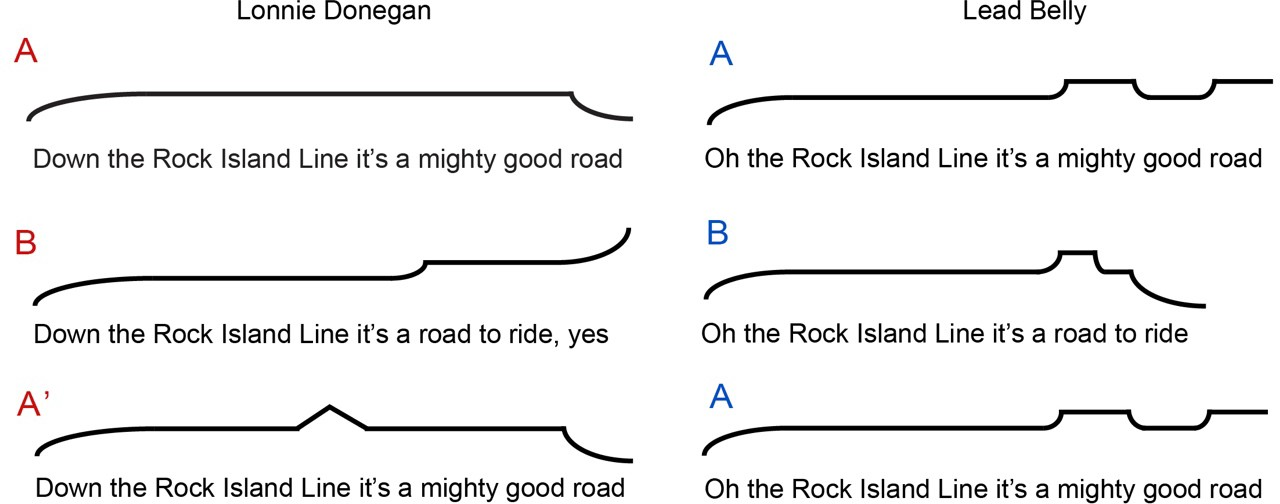 Lonnie Donegan
A
Down the Rock Island Line it's a mighty good road
B
Down the Rock Island Line it's a road to ride, yes
A’
Down the Rock Island Line it's a mighty good road
Lead Belly
A
Oh the Rock Island Line it's a mighty good road
B
Oh the Rock Island Line it's a road to ride
A
Oh the Rock Island Line it's a mighty good road